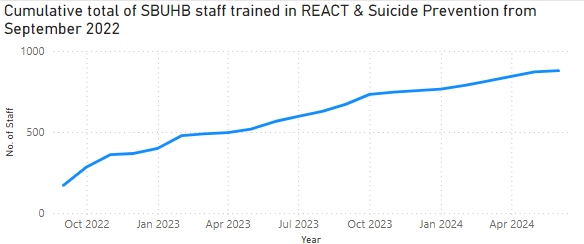 Cumulative total of SBUHB staff trained in REACT & Suicide Prevention from
September 2022
1000
500
0
No. of Staff
Oct 2022 Jan 2023 Apr 2023 Jul 2023 Oct 2023 Jan 2024 Apr 2024
Year